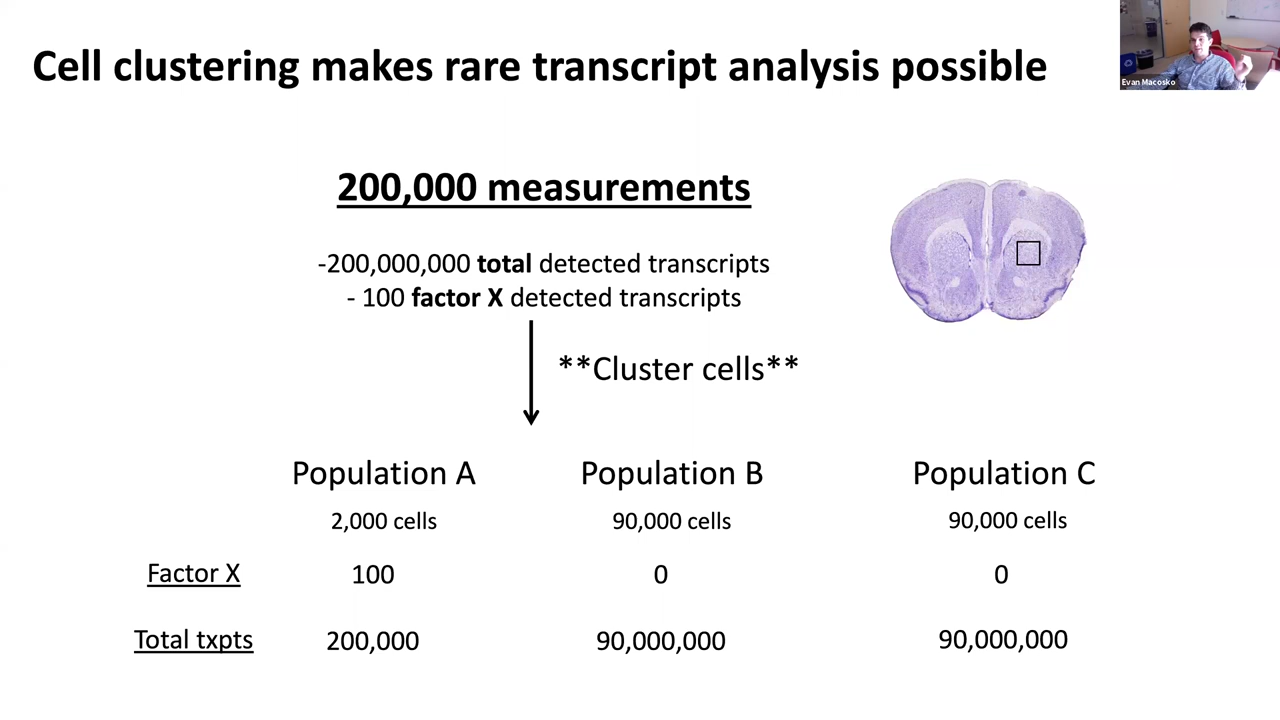 Cell clustering makes rare transcript analysis possible
Evan Macosko
200,000 measurements
-200,000,000 total detected transcripts
- 100 factor X detected transcripts
**Cluster cells**
Population A Population B Population C
2,000 cells 90,000 cells 90,000 cells
Factor X 100 0 0
Total txpts 200,000 90,000,000 90,000,000